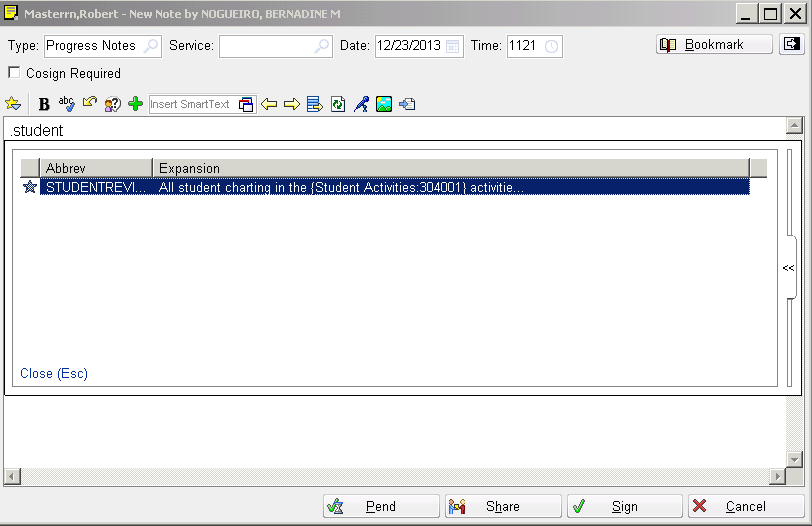 Masterrn,Robert - New Note by NOGUEIRO, BERNADINE M
Type: Progress Notes Service: Date: 12/23/2013 Time: 1121 Bookmark
Cosign Required
B abc Insert SmartText
.student
Abbrev Expansion
STUDENTREVI... All student charting in the {Student Activities:304001} activitie...
<<
Close (Esc)
Pend Share Sign Cancel